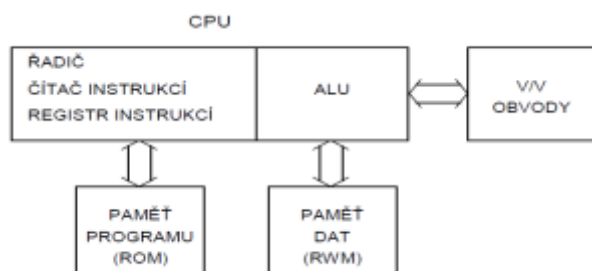 CPU
ŘADIČ
ČÍTAČ INSTRUKCÍ
REGISTR INSTRUKCÍ
ALU
V/V
OBVODY
PAMĚŤ
PROGRAMU
(ROM)
PAMĚŤ
DAT
(RWM)